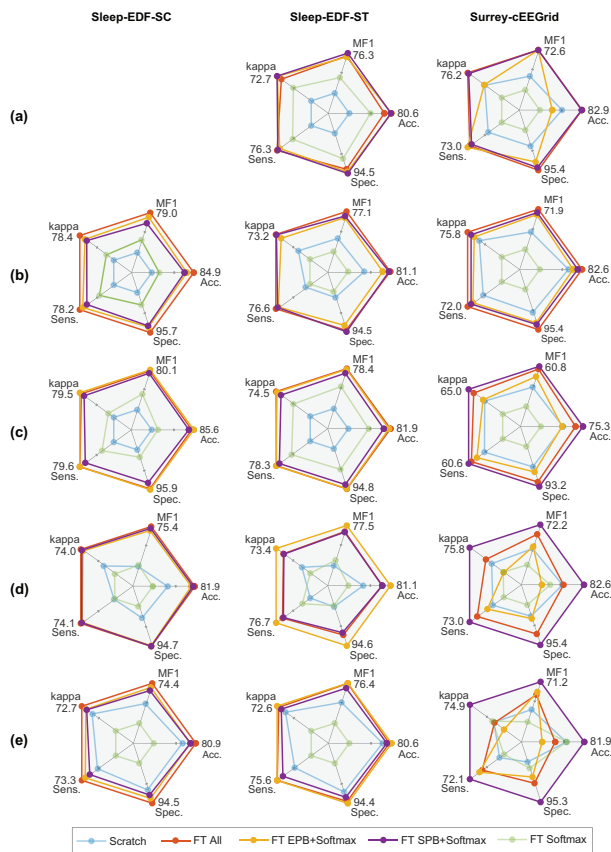 Sleep-EDF-SC Sleep-EDF-ST Surrey-cEEGrid
(a)
MF1 76.3
kappa 72.7
80.6 Acc.
76.3 Sens.
94.5 Spec.
MF1 72.6
kappa 76.2
82.9 Acc.
73.0 Sens.
95.4 Spec.
(b)
MF1 79.0
kappa 78.4
84.9 Acc.
78.2 Sens.
95.7 Spec.
MF1 77.1
kappa 73.2
81.1 Acc.
76.6 Sens.
94.5 Spec.
MF1 71.9
kappa 75.8
82.6 Acc.
72.0 Sens.
95.4 Spec.
(c)
MF1 80.1
kappa 79.5
85.6 Acc.
79.6 Sens.
95.9 Spec.
MF1 78.4
kappa 74.5
81.9 Acc.
78.3 Sens.
94.8 Spec.
MF1 60.8
kappa 65.0
75.3 Acc.
60.6 Sens.
93.2 Spec.
(d)
MF1 75.4
kappa 74.0
81.9 Acc.
74.1 Sens.
94.7 Spec.
MF1 77.5
kappa 73.4
81.1 Acc.
76.7 Sens.
94.6 Spec.
MF1 72.2
kappa 75.8
82.6 Acc.
73.0 Sens.
95.4 Spec.
(e)
MF1 74.4
kappa 72.7
80.9 Acc.
73.3 Sens.
94.5 Spec.
MF1 76.4
kappa 72.6
80.6 Acc.
75.6 Sens.
94.4 Spec.
MF1 71.2
kappa 74.9
81.9 Acc.
72.1 Sens.
95.3 Spec.
Scratch FT All FT EPB+Softmax FT SPB+Softmax FT Softmax